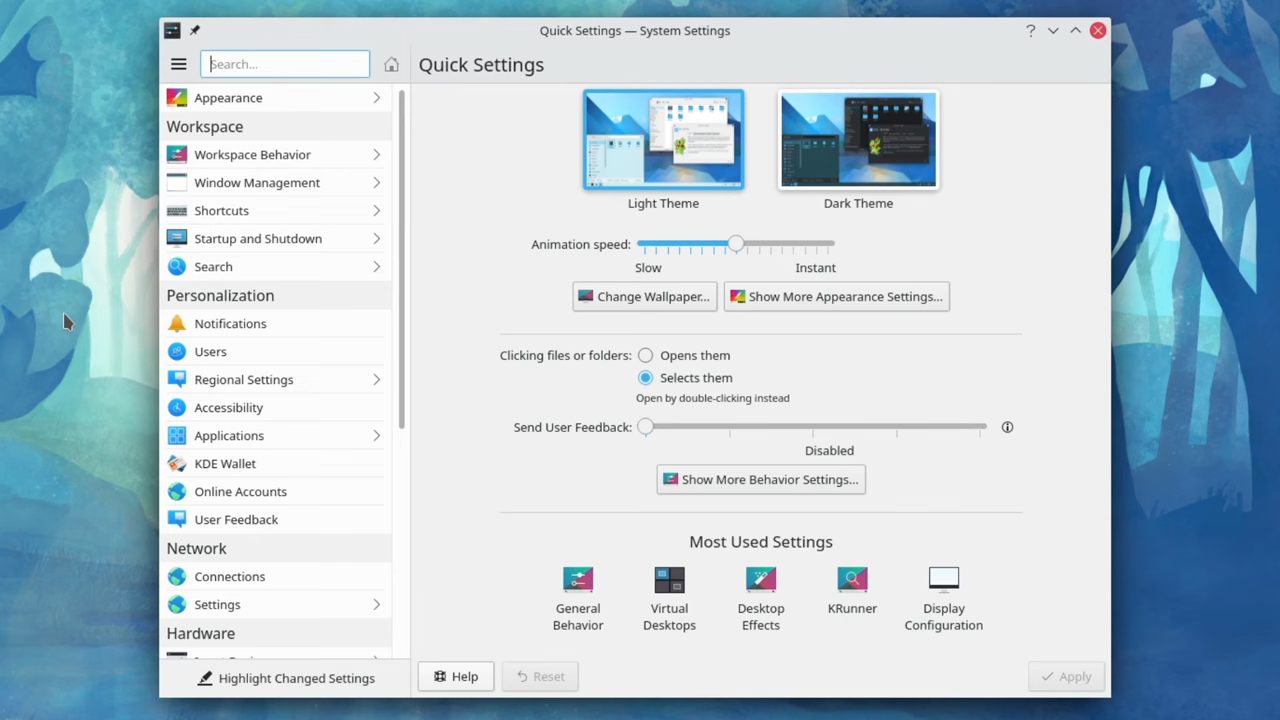 Quick Settings — System Settings
Search...
Quick Settings
Appearance
Workspace
Workspace Behavior
Window Management
Shortcuts
Startup and Shutdown
Search
Personalization
Notifications
Users
Regional Settings
Accessibility
Applications
KDE Wallet
Online Accounts
User Feedback
Network
Connections
Settings
Hardware
Highlight Changed Settings
Light Theme
Dark Theme
Animation speed:
Slow
Instant
Change Wallpaper...
Show More Appearance Settings...
Clicking files or folders:
Opens them
Selects them
Open by double-clicking instead
Send User Feedback:
Disabled
Show More Behavior Settings...
Most Used Settings
General
Behavior
Virtual
Desktops
Desktop
Effects
KRunner
Display
Configuration
Help
Reset
Apply